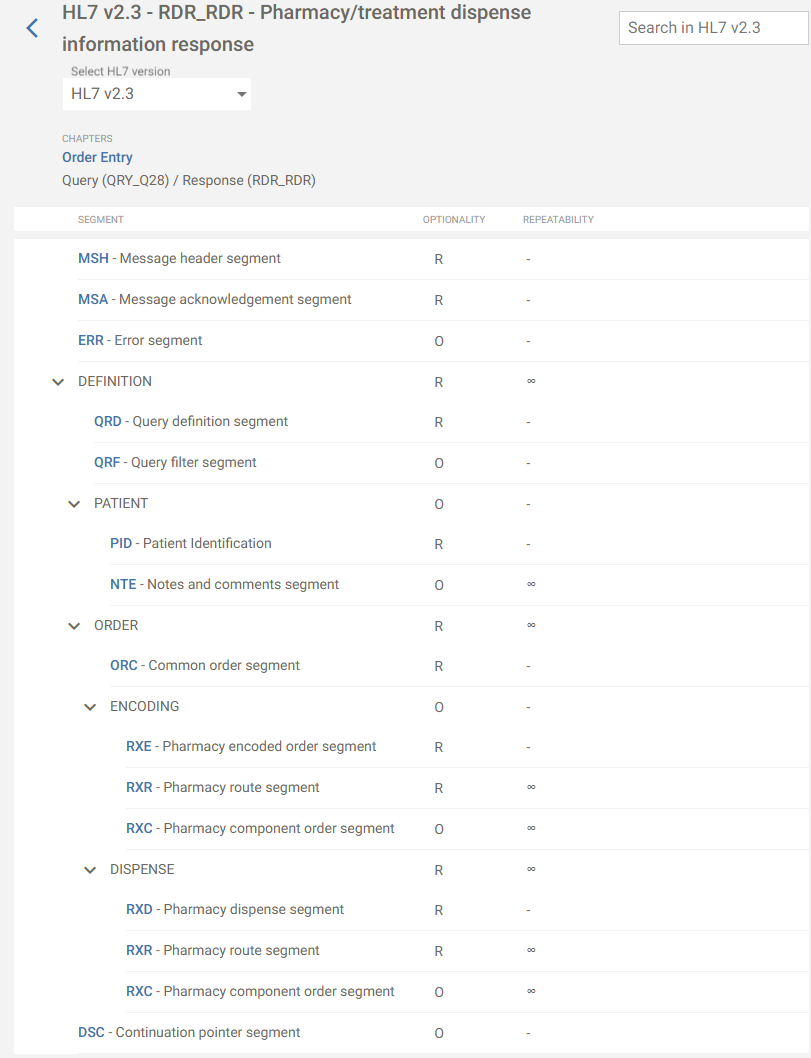 HL7 v2.3 - RDR_RDR - Pharmacy/treatment dispense
information response
Search in HL7 v2.3
Select HL7 version
HL7 v2.3
CHAPTERS
Order Entry
Query (QRY_Q28) / Response (RDR_RDR)
SEGMENT OPTIONALITY REPEATABILITY
MSH - Message header segment R -
MSA - Message acknowledgement segment R -
ERR - Error segment O -
DEFINITION R ∞
QRD - Query definition segment R -
QRF - Query filter segment O -
PATIENT O -
PID - Patient Identification R -
NTE - Notes and comments segment O ∞
ORDER R ∞
ORC - Common order segment R -
ENCODING O -
RXE - Pharmacy encoded order segment R -
RXR - Pharmacy route segment R ∞
RXC - Pharmacy component order segment O ∞
DISPENSE R ∞
RXD - Pharmacy dispense segment R -
RXR - Pharmacy route segment R ∞
RXC - Pharmacy component order segment O ∞
DSC - Continuation pointer segment O -